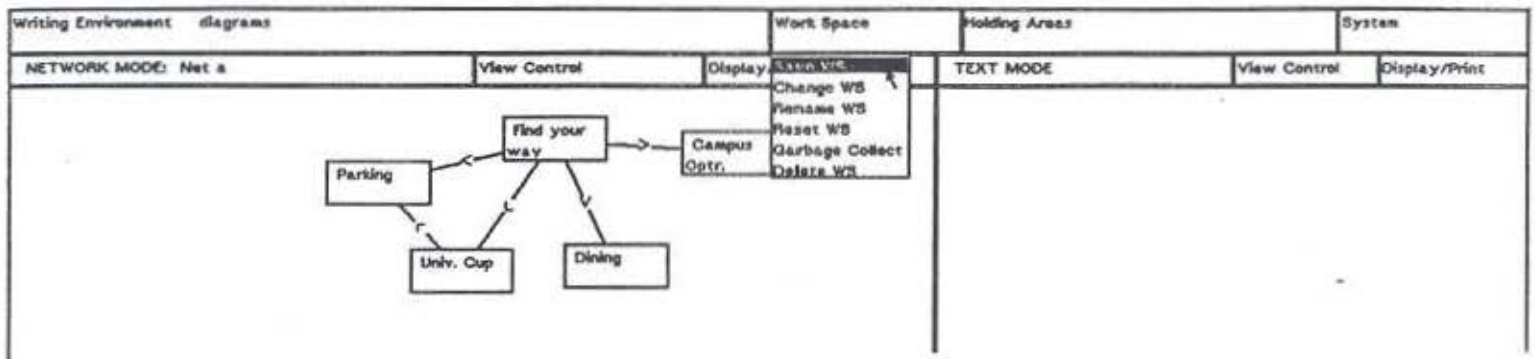 Writing Environment diagrams
Work Space
Holding Areas
System
NETWORK MODE: Net a
View Control
Display
TEXT MODE
View Control
Display/Print
Change WS
Rename WS
Reset WS
Garbage Collect
Delete WS
Find your
way
Campus
Optr.
Parking
Univ. Cup
Dining